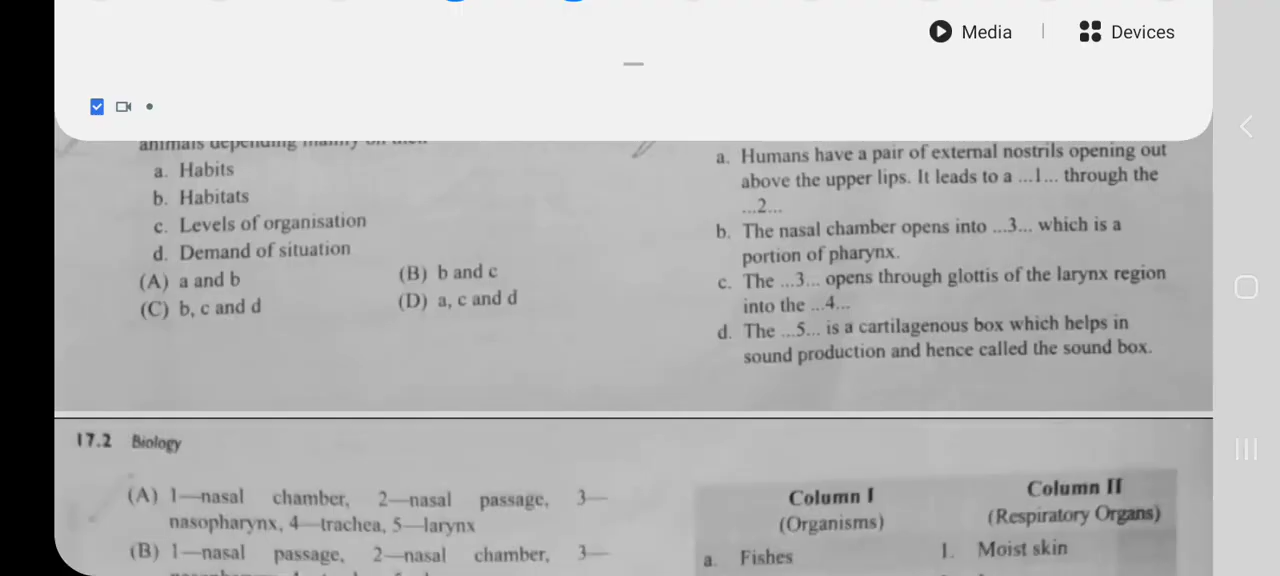 Media | Devices
a. Habits
b. Habitats
c. Levels of organisation
d. Demand of situation
(A) a and b (B) b and c
(C) b, c and d (D) a, c and d
a. Humans have a pair of external nostrils opening out
above the upper lips. It leads to a ...1... through the
...2...
b. The nasal chamber opens into ...3... which is a
portion of pharynx.
c. The ...3... opens through glottis of the larynx region
into the ...4...
d. The ...5... is a cartilagenous box which helps in
sound production and hence called the sound box.
17.2 Biology
(A) 1—nasal chamber, 2—nasal passage, 3—
nasopharynx, 4—trachea, 5—larynx
(B) 1—nasal passage, 2—nasal chamber, 3—
Column I Column II
(Organisms) (Respiratory Organs)
a. Fishes 1. Moist skin